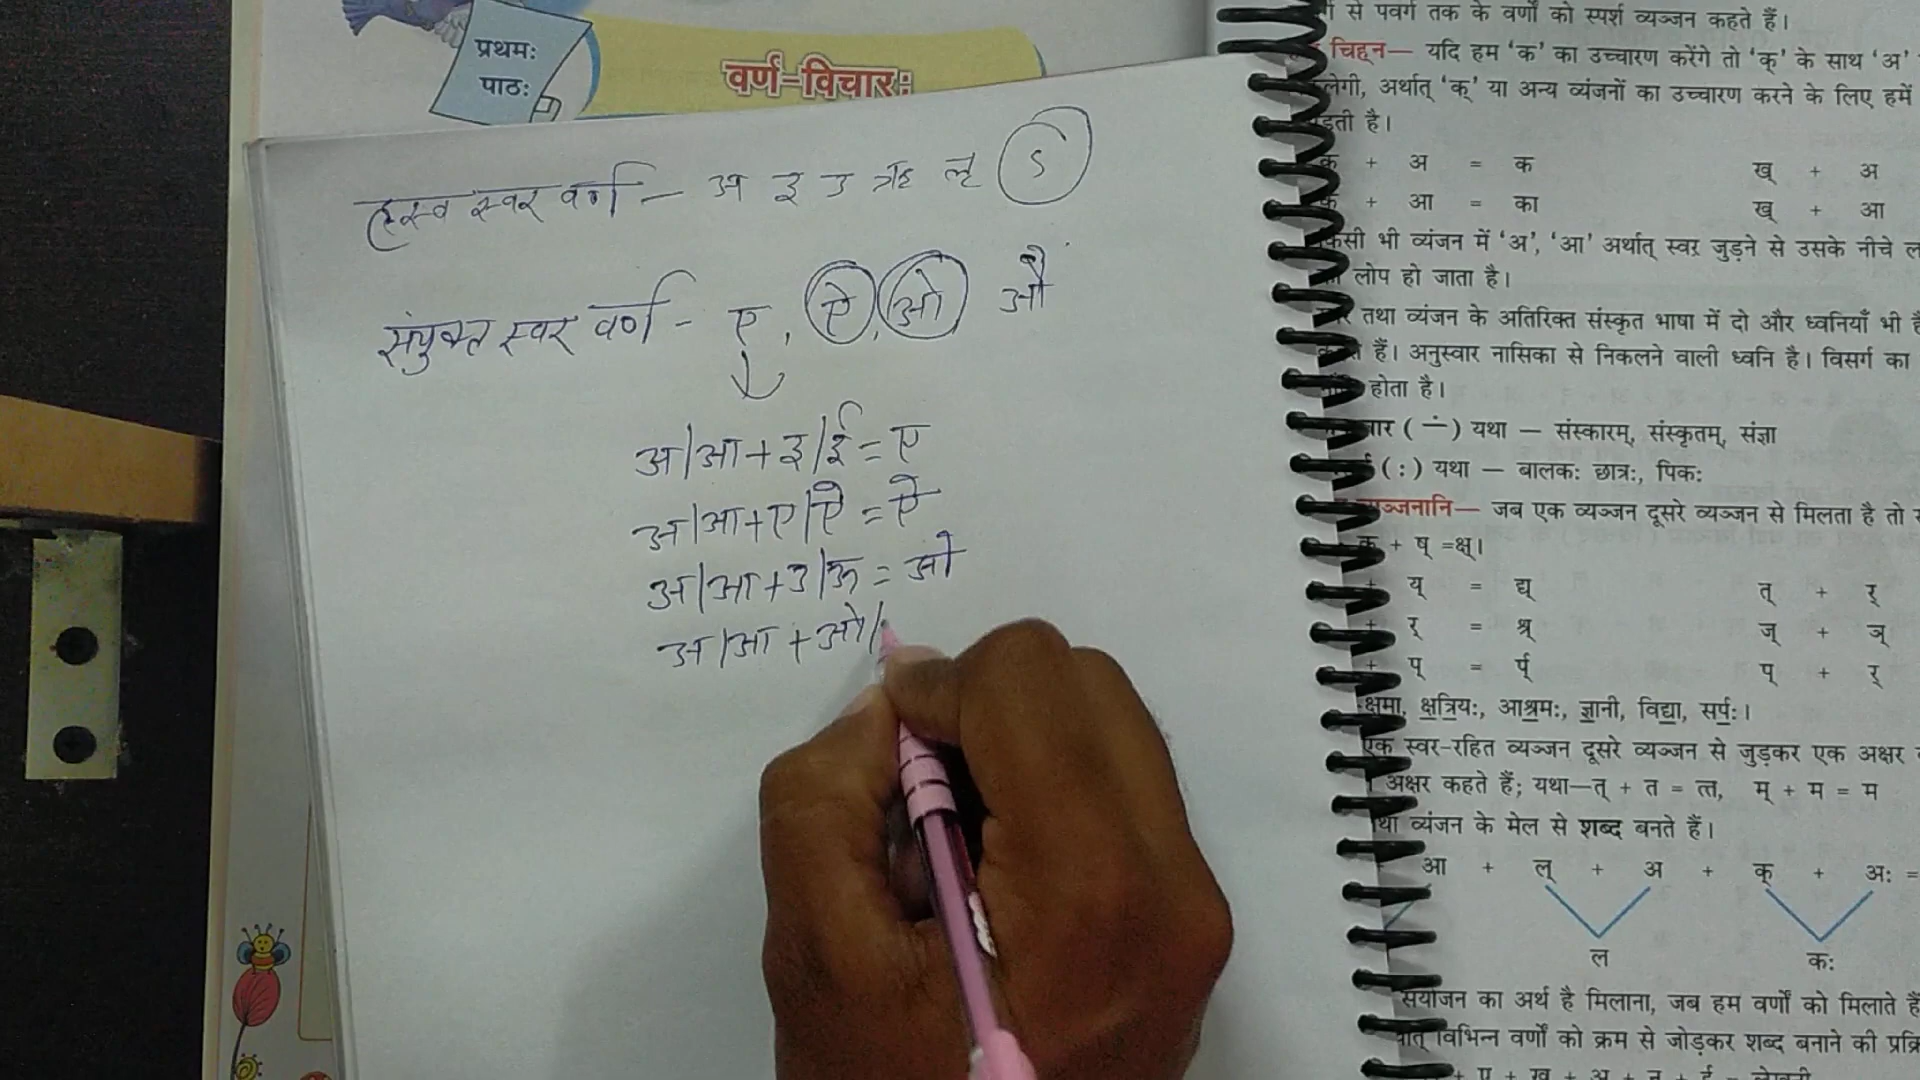 प्रथमः
पाठः
वर्ण-विचारः
ह्रस्व स्वर वर्ण - अ इ उ ऋ लृ 5
संयुक्त स्वर वर्ण - ए, ऐ, ओ, औ
अ/आ+इ/ई=ए
अ/आ+ए/ऐ=ऐ
अ/आ+उ/ऊ=ओ
अ/आ+ओ/
से पवर्ग तक के वर्णों को स्पर्श व्यञ्जन कहते हैं।
चिह्न— यदि हम ‘क’ का उच्चारण करेंगे तो ‘क्’ के साथ ‘अ’
अर्थात् ‘क्’ या अन्य व्यंजनों का उच्चारण करने के लिए हमें
है।
+ अ = क ख् + अ
+ आ = का ख् + आ
भी व्यंजन में ‘अ’, ‘आ’ अर्थात् स्वर जुड़ने से उसके नीचे
लोप हो जाता है।
तथा व्यंजन के अतिरिक्त संस्कृत भाषा में दो और ध्वनियाँ भी
हैं। अनुस्वार नासिका से निकलने वाली ध्वनि है। विसर्ग का
होता है।
(ं) यथा — संस्कारम्, संस्कृतम्, संज्ञा
(ः) यथा — बालकः छात्रः, पिकः
जब एक व्यञ्जन दूसरे व्यञ्जन से मिलता है तो
+ ष् =क्ष्।
+ य् = द्य् त् + र्
+ र् = श्र् ज् + ञ्
+ प् = र्प् प् + र्
क्षमा, क्षत्रियः, आश्रमः, ज्ञानी, विद्या, सर्पः।
एक स्वर-रहित व्यञ्जन दूसरे व्यञ्जन से जुड़कर एक अक्षर
अक्षर कहते हैं; यथा—त् + त = त्त, म् + म = म
व्यंजन के मेल से शब्द बनते हैं।
आ + ल् + अ + क् + अः =
ल कः
संयोजन का अर्थ है मिलाना, जब हम वर्णों को मिलाते हैं
विभिन्न वर्णों को क्रम से जोड़कर शब्द बनाने की
+ ए + ख् + अ + न् + ई = लेखनी